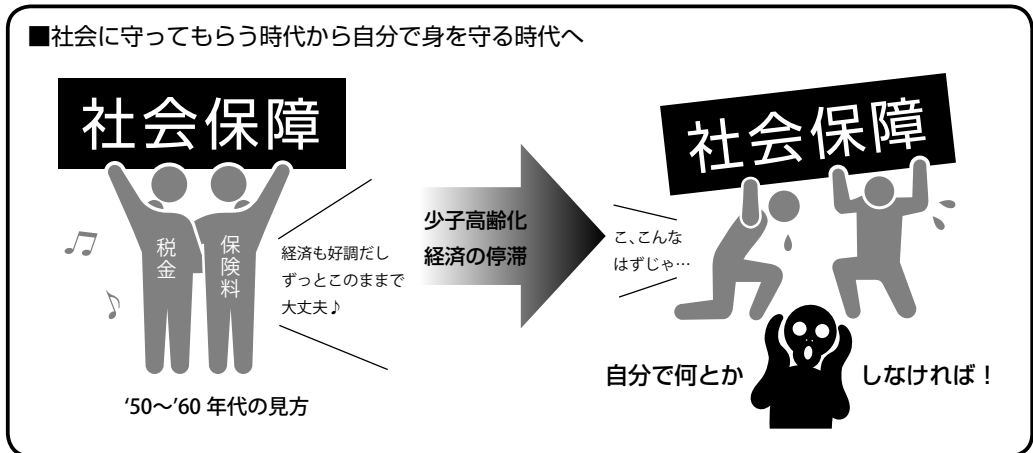 ■社会に守ってもらう時代から自分で身を守る時代へ
社会保障
税金
保険料
経済も好調だし
ずっとこのままで
大丈夫♪
'50〜'60 年代の見方
少子高齢化
経済の停滞
社会保障
こ、こんな
はずじゃ…
自分で何とか
しなければ！